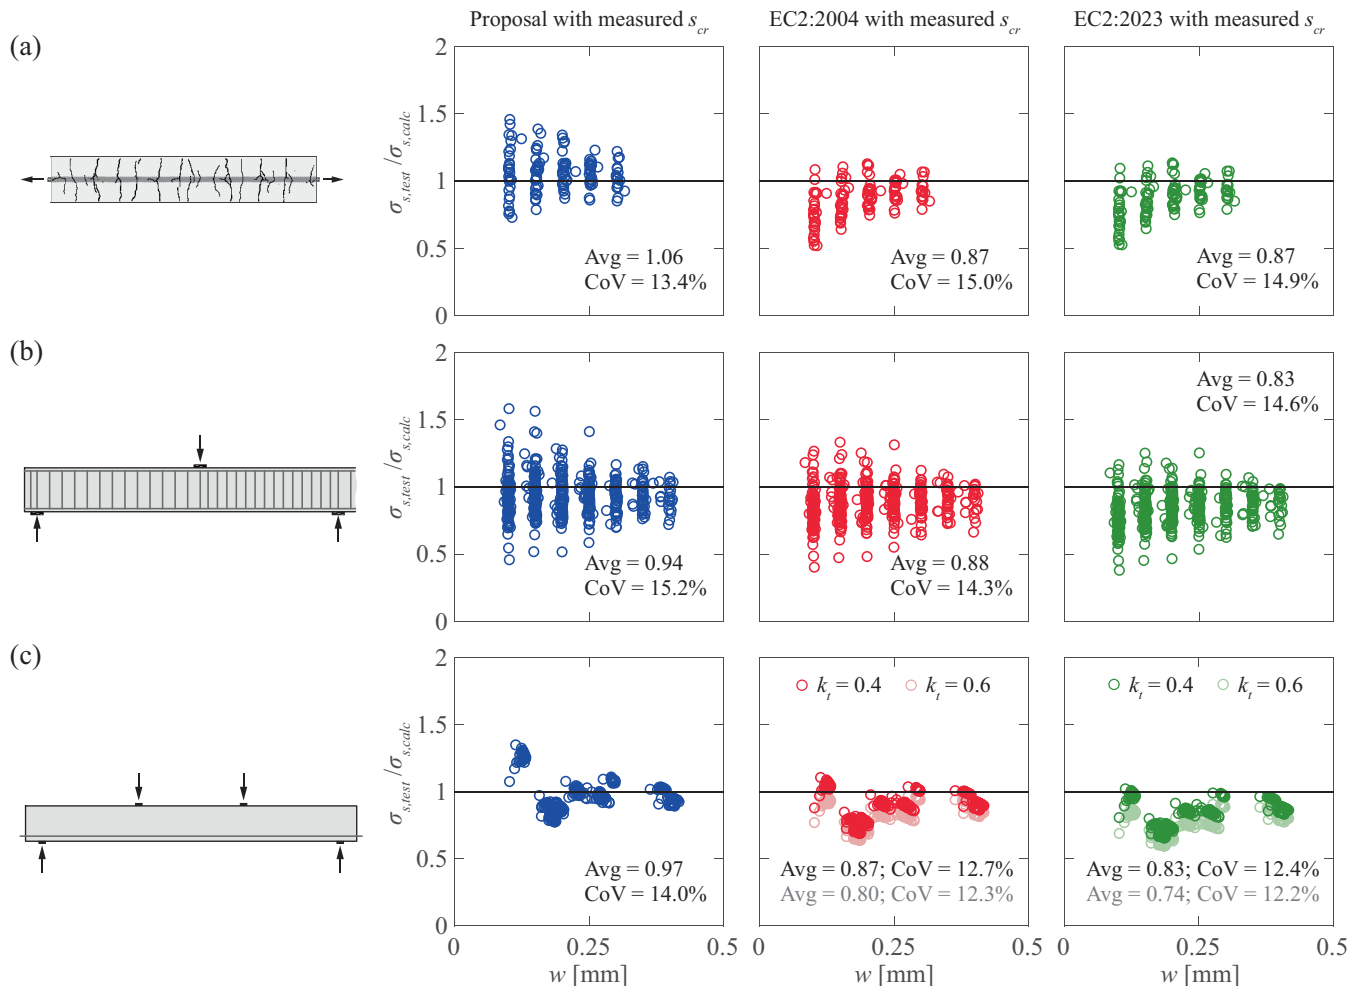 Proposal with measured s_cr
EC2:2004 with measured s_cr
EC2:2023 with measured s_cr
(a)
σ_s,test /σ_s,calc
2
1.5
1
0.5
0
Avg = 1.06
CoV = 13.4%
Avg = 0.87
CoV = 15.0%
Avg = 0.87
CoV = 14.9%
(b)
σ_s,test /σ_s,calc
2
1.5
1
0.5
0
Avg = 0.94
CoV = 15.2%
Avg = 0.88
CoV = 14.3%
Avg = 0.83
CoV = 14.6%
(c)
σ_s,test /σ_s,calc
2
1.5
1
0.5
0
Avg = 0.97
CoV = 14.0%
k_t = 0.4 k_t = 0.6
Avg = 0.87; CoV = 12.7%
Avg = 0.80; CoV = 12.3%
k_t = 0.4 k_t = 0.6
Avg = 0.83; CoV = 12.4%
Avg = 0.74; CoV = 12.2%
0 0.25 0 0.25 0 0.25 0.5
w [mm] w [mm] w [mm]